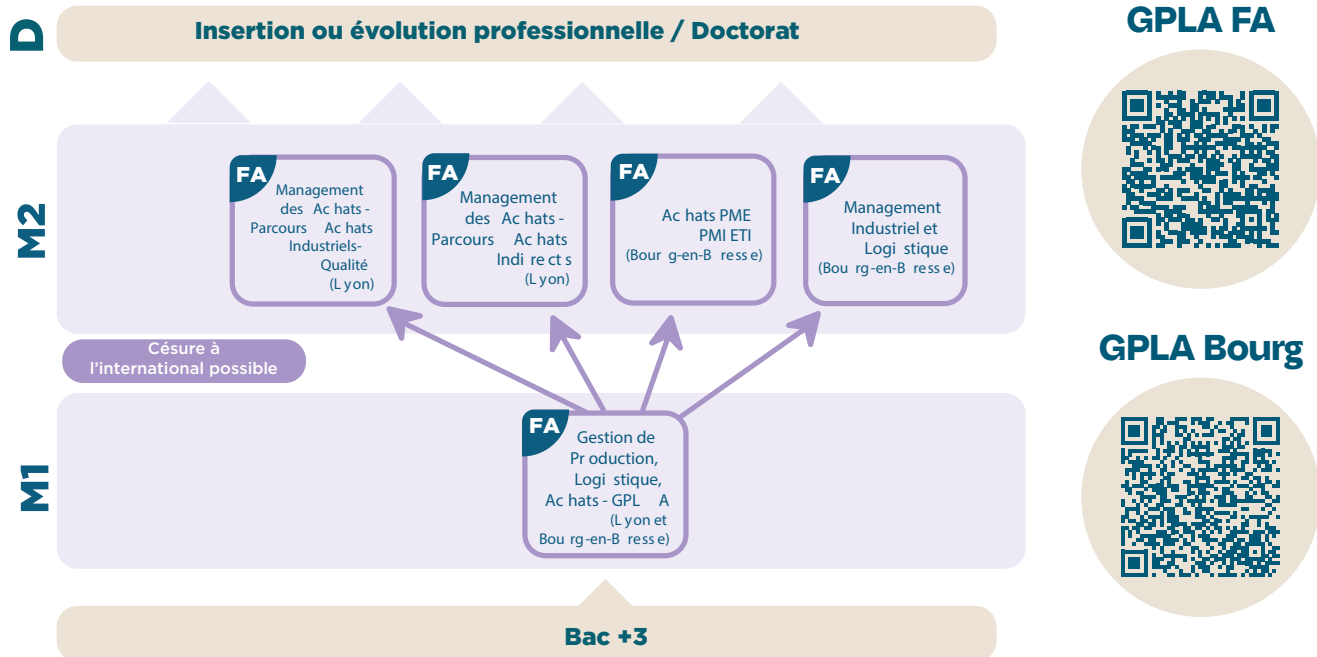 D
Insertion ou évolution professionnelle / Doctorat
GPLA FA
M2
FA
Management
des Ac hats -
Parcours Ac hats
Industriels-
Qualité
(L yon)
FA
Management
des Ac hats -
Parcours Ac hats
Indi re ct s
(L yon)
FA
Ac hats PME
PMI ETI
(Bour g-en-B resse)
FA
Management
Industriel et
Logi stique
(Bou rg-en-B resse)
Césure à
l'international possible
GPLA Bourg
M1
FA
Gestion de
Pr oduction,
Logi stique,
Ac hats - GPL A
(L yon et
Bou rg-en-B resse)
Bac +3